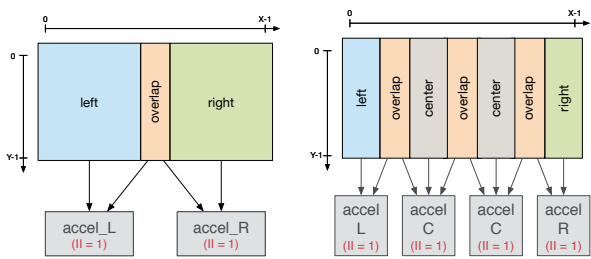 0
X-1
0
Y-1
left
overlap
right
accel_L
(II = 1)
accel_R
(II = 1)
0
X-1
0
Y-1
left
overlap
center
overlap
center
overlap
right
accel
L
(II = 1)
accel
C
(II = 1)
accel
C
(II = 1)
accel
R
(II = 1)